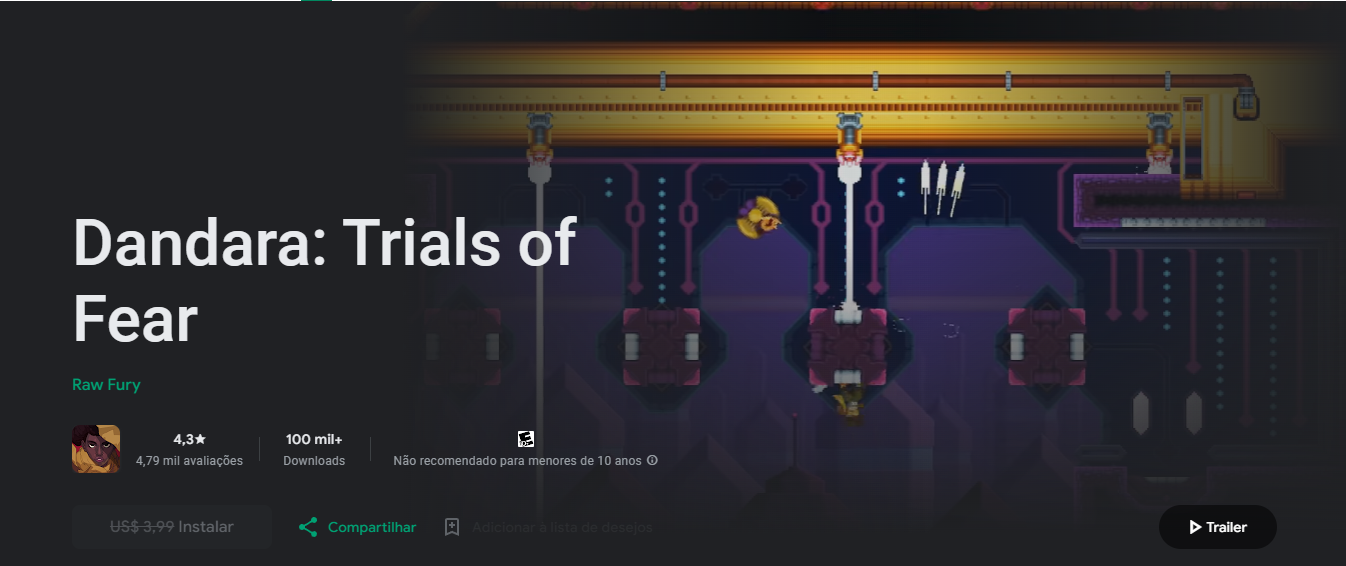 Dandara: Trials of
Fear
Raw Fury
4,3★
4,79 mil avaliações
100 mil+
Downloads
Não recomendado para menores de 10 anos
US$ 3,99 Instalar
Compartilhar
Adicionar à lista de desejos
Trailer